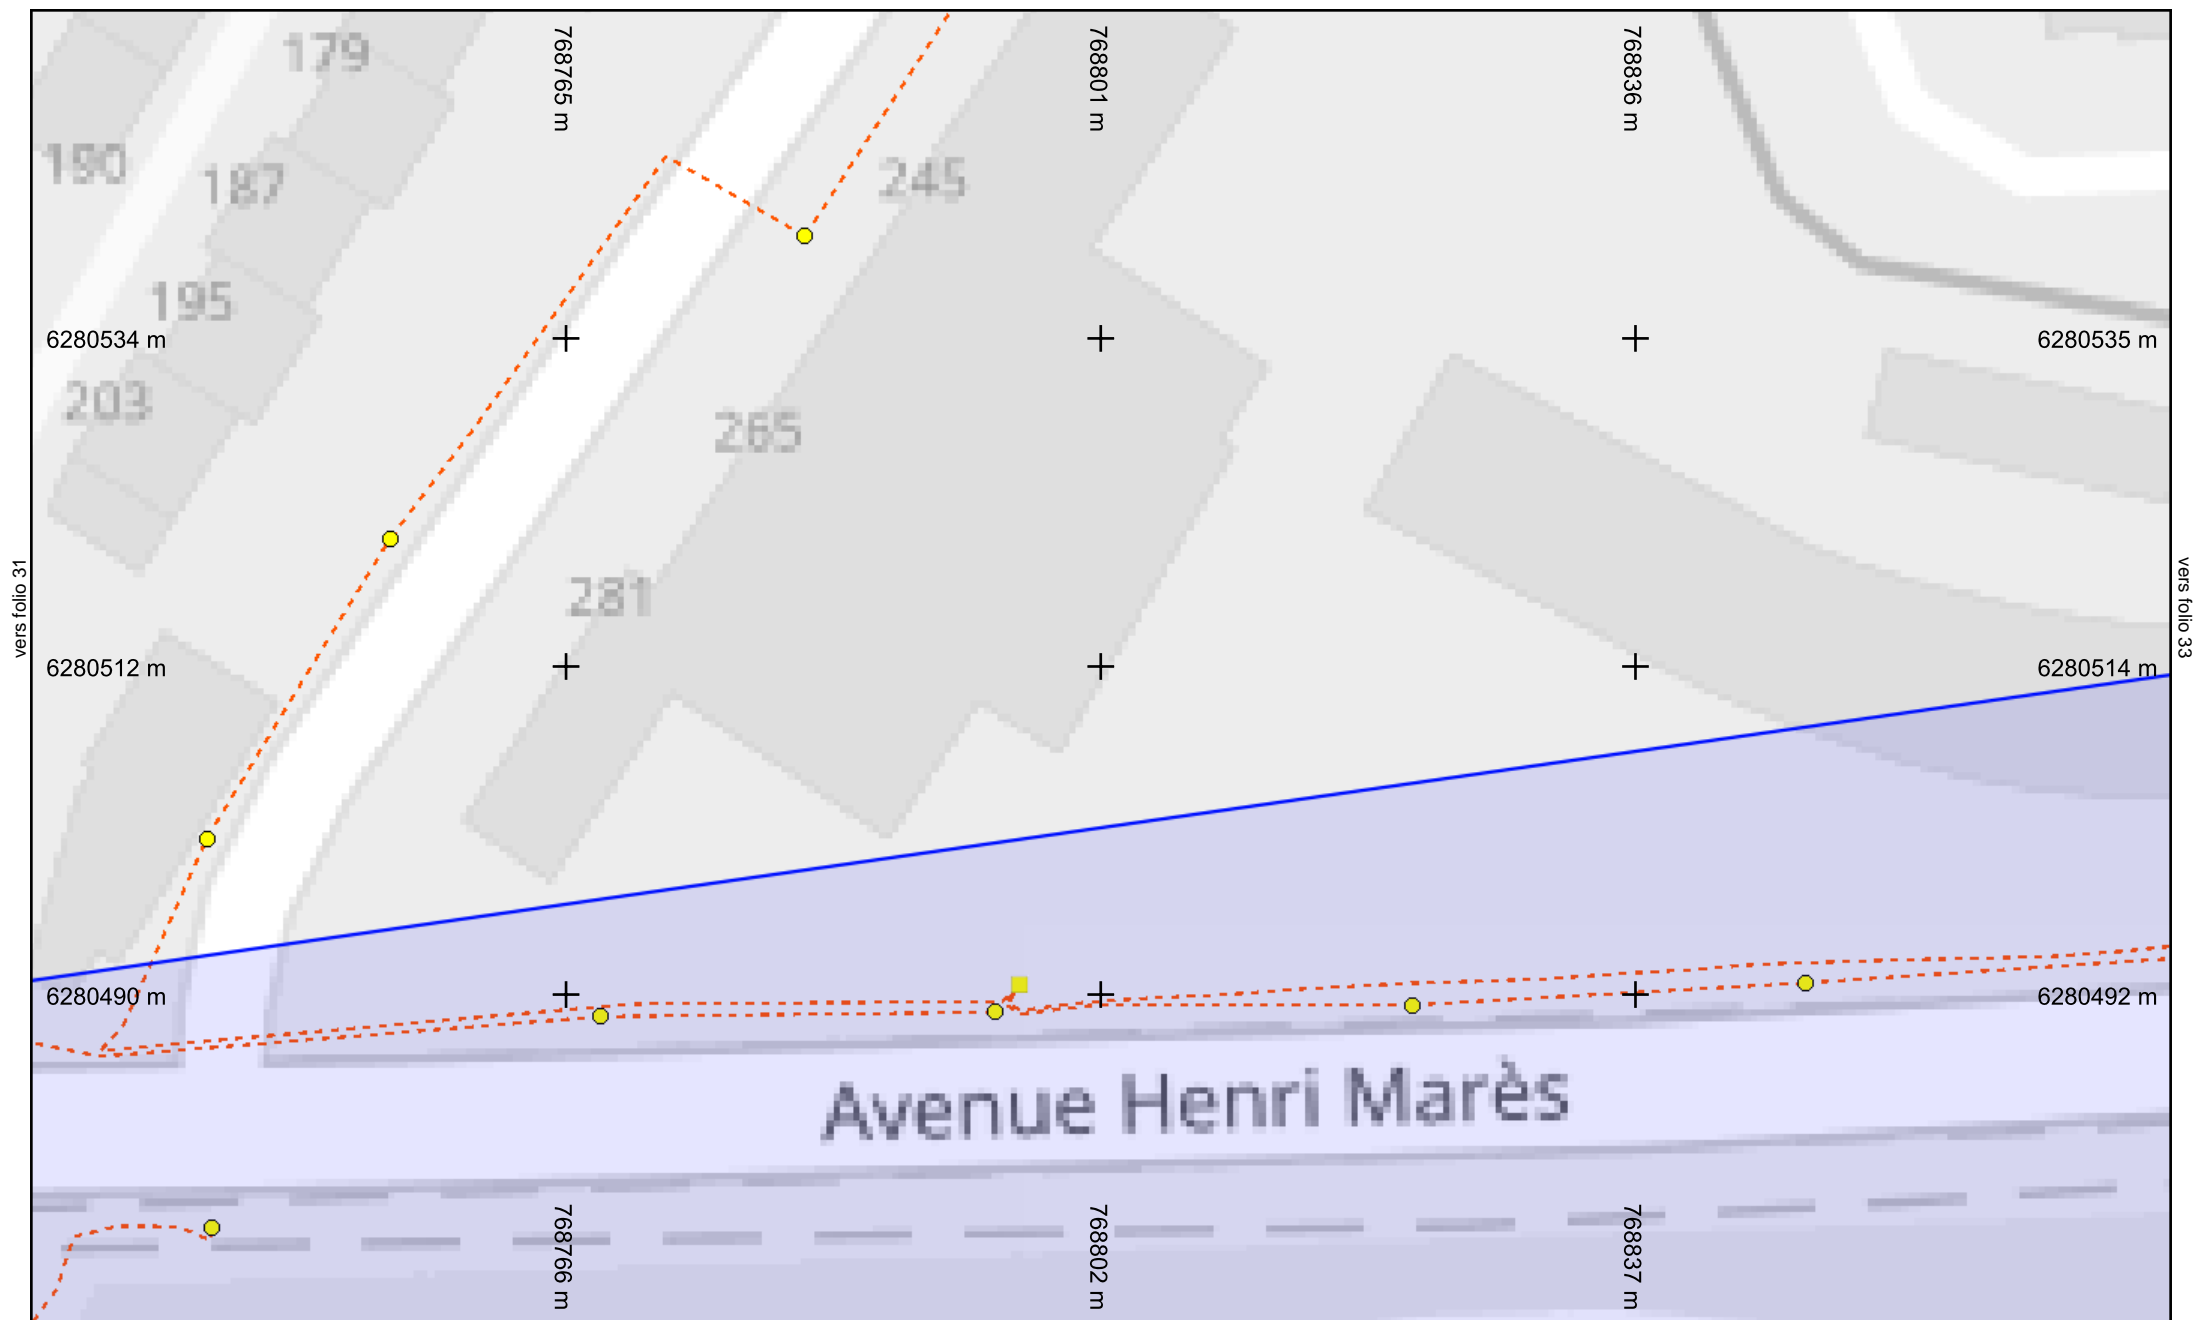 179
768765 m
768801 m
768836 m
190
187
245
195
6280534 m
6280535 m
203
265
281
vers folio 31
vers folio 33
6280512 m
6280514 m
6280490 m
6280492 m
Avenue Henri Marès
768766 m
768802 m
768837 m